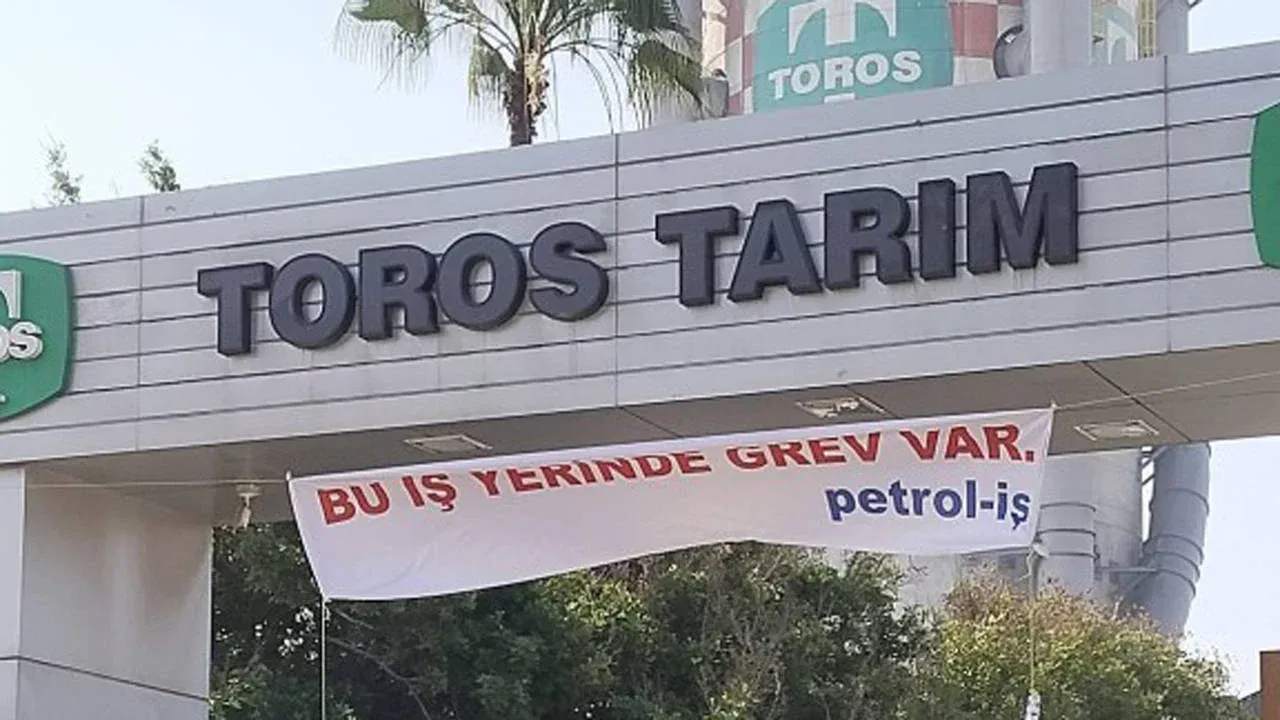 TOROS
TOROS TARIM
BU İŞ YERİNDE GREV VAR.
petrol-iş